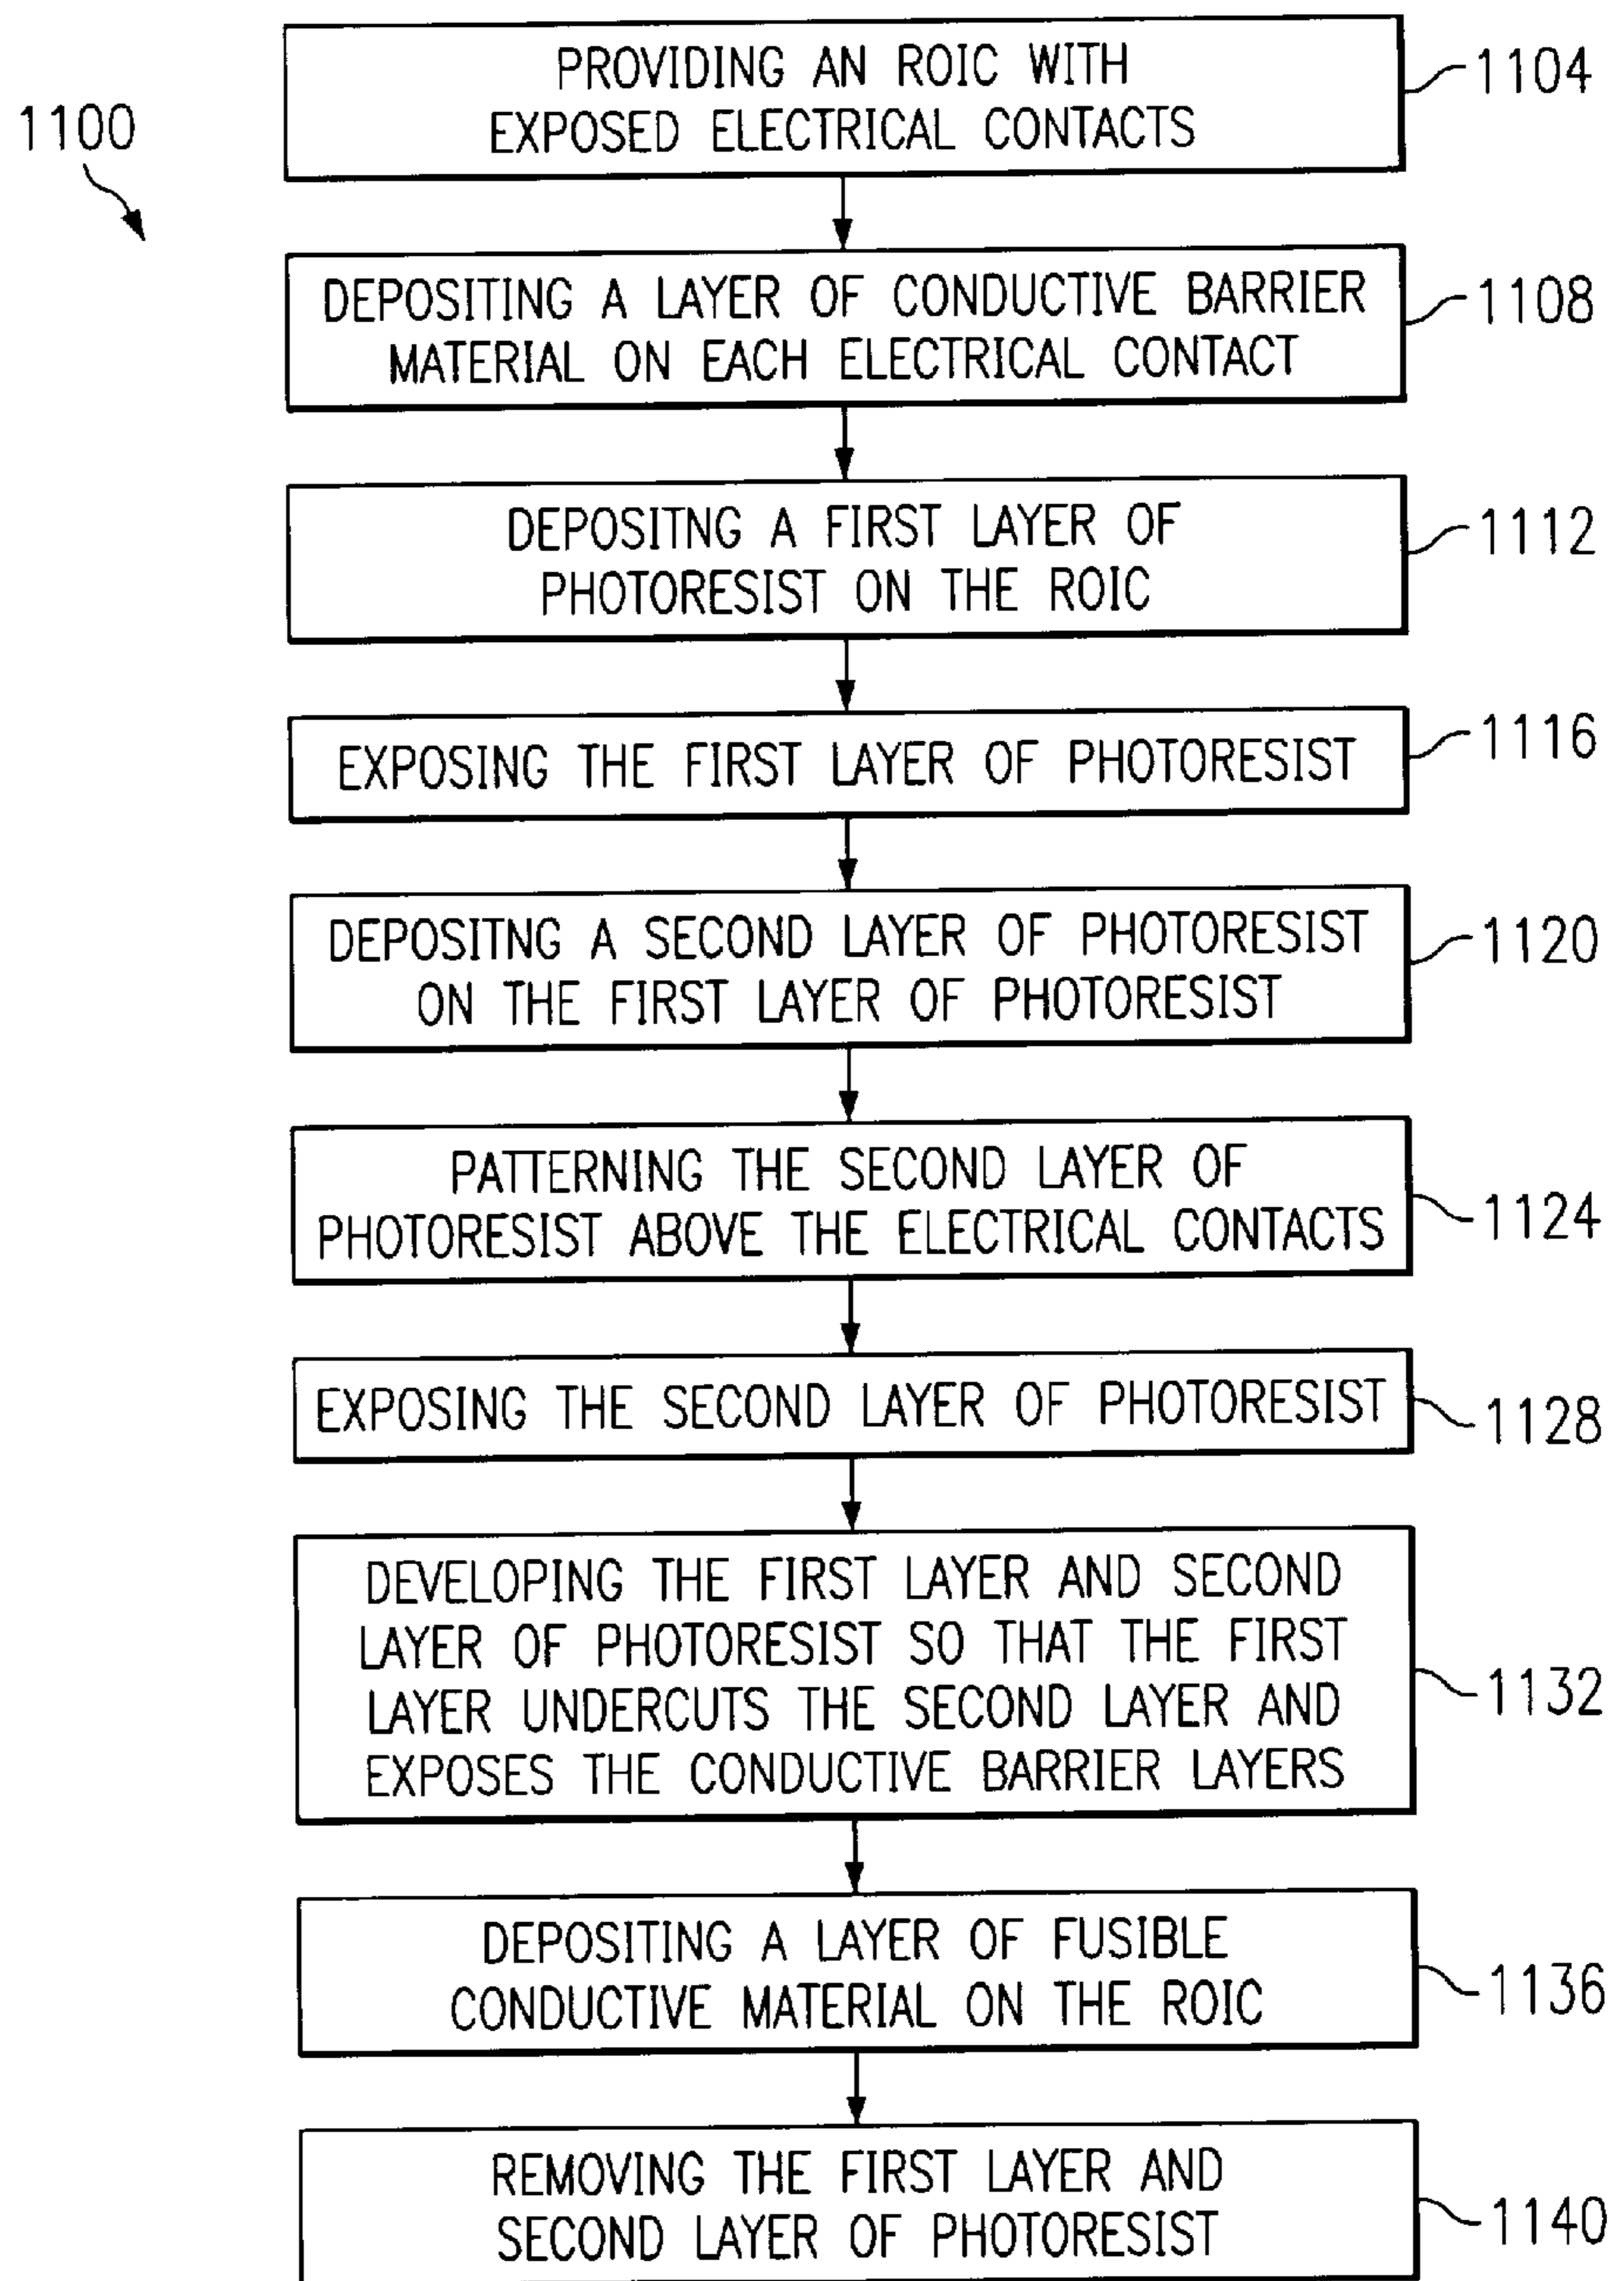 1100
PROVIDING AN ROIC WITH
EXPOSED ELECTRICAL CONTACTS
1104
DEPOSITING A LAYER OF CONDUCTIVE BARRIER
MATERIAL ON EACH ELECTRICAL CONTACT
1108
DEPOSITNG A FIRST LAYER OF
PHOTORESIST ON THE ROIC
1112
EXPOSING THE FIRST LAYER OF PHOTORESIST
1116
DEPOSITNG A SECOND LAYER OF PHOTORESIST
ON THE FIRST LAYER OF PHOTORESIST
1120
PATTERNING THE SECOND LAYER OF
PHOTORESIST ABOVE THE ELECTRICAL CONTACTS
1124
EXPOSING THE SECOND LAYER OF PHOTORESIST
1128
DEVELOPING THE FIRST LAYER AND SECOND
LAYER OF PHOTORESIST SO THAT THE FIRST
LAYER UNDERCUTS THE SECOND LAYER AND
EXPOSES THE CONDUCTIVE BARRIER LAYERS
1132
DEPOSITING A LAYER OF FUSIBLE
CONDUCTIVE MATERIAL ON THE ROIC
1136
REMOVING THE FIRST LAYER AND
SECOND LAYER OF PHOTORESIST
1140